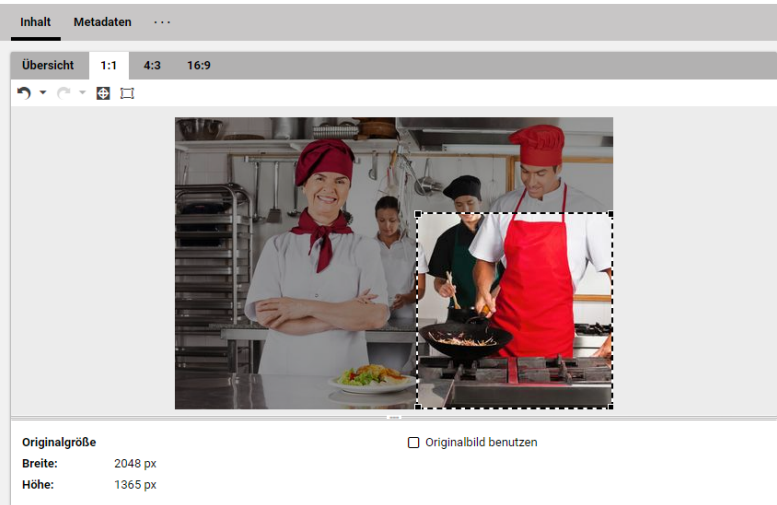 Inhalt Metadaten ...
Übersicht 1:1 4:3 16:9
Originalgröße
Originalbild benutzen
Breite: 2048 px
Höhe: 1365 px